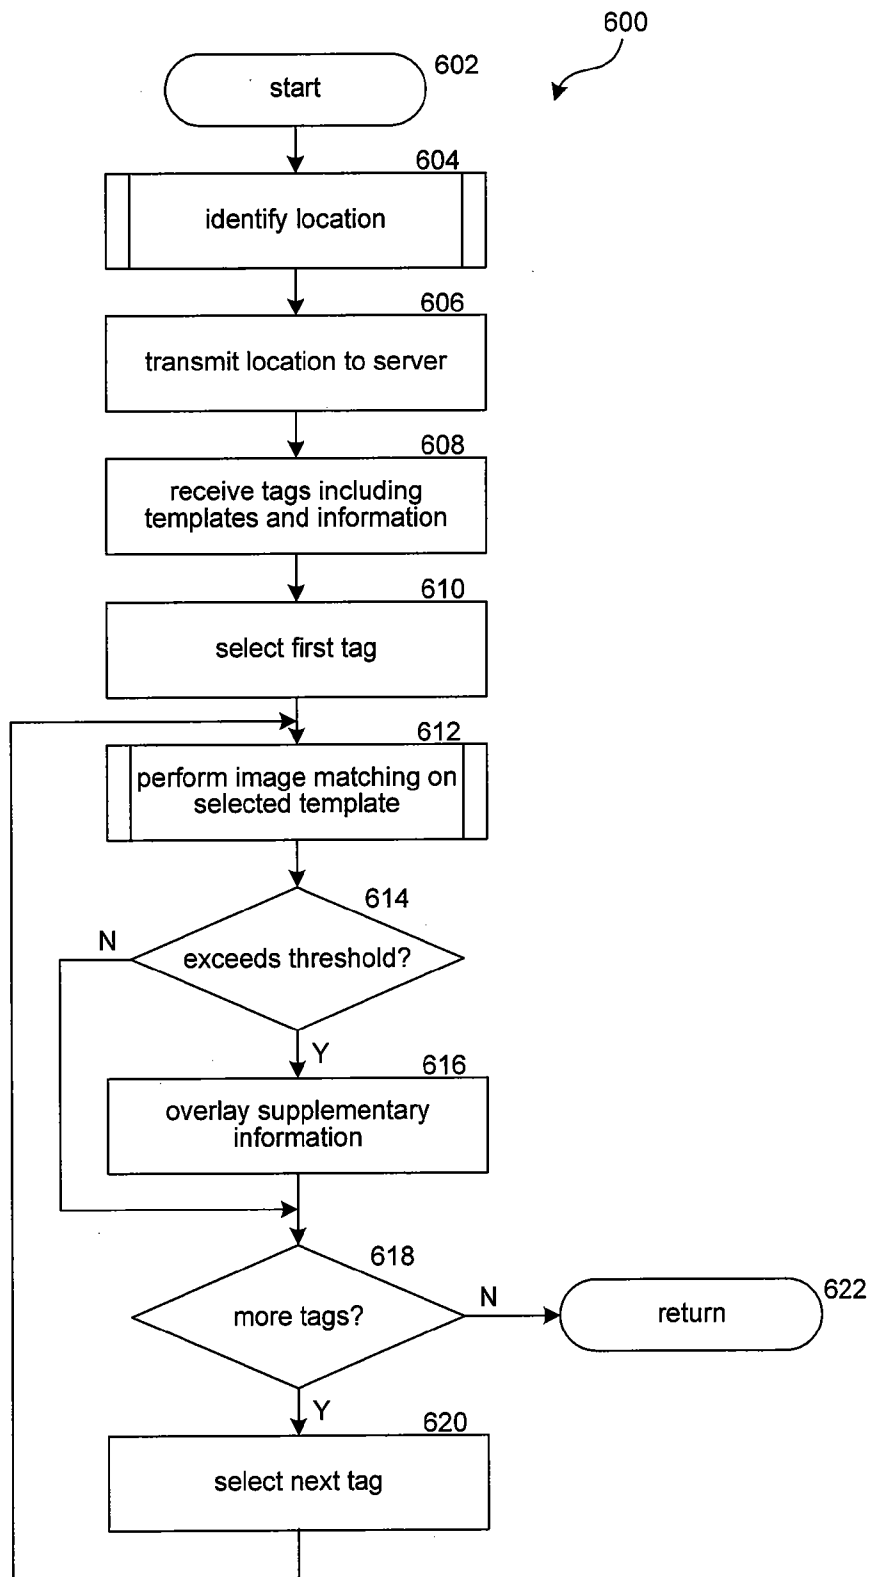 600
602
start
604
identify location
606
transmit location to server
608
receive tags including
templates and information
610
select first tag
612
perform image matching on
selected template
614
N
exceeds threshold?
Y
616
overlay supplementary
information
618
more tags?
N
return
622
Y
620
select next tag